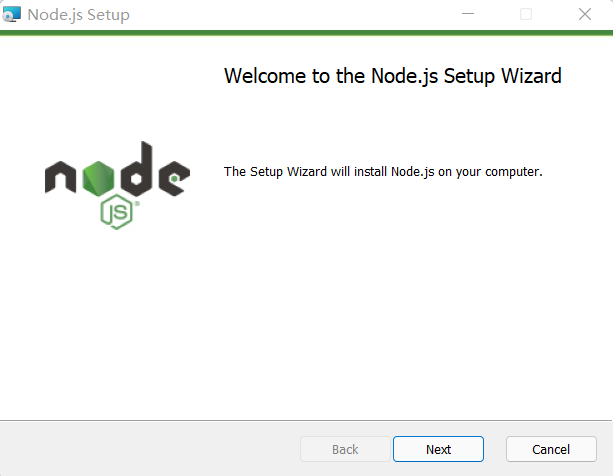 Node.js Setup
Welcome to the Node.js Setup Wizard
node
JS®
The Setup Wizard will install Node.js on your computer.
Back
Next
Cancel